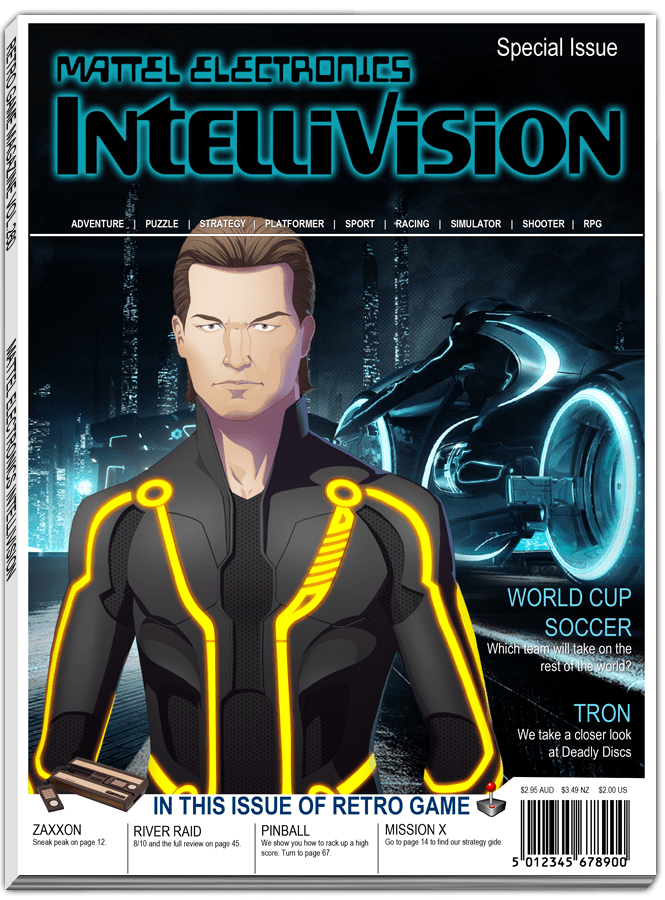 Special Issue
MATTEL ELECTRONICS
INTELLIVISION
ADVENTURE | PUZZLE | STRATEGY | PLATFORMER | SPORT | RACING | SIMULATOR | SHOOTER | RPG
WORLD CUP
SOCCER
Which team will take on the
rest of the world?
TRON
We take a closer look
at Deadly Discs
IN THIS ISSUE OF RETRO GAME
$2.95 AUD $3.49 NZ $2.00 US
ZAXXON
Sneak peak on page 12.
RIVER RAID
8/10 and the full review on page 45.
PINBALL
We show you how to rack up a high
score. Turn to page 67.
MISSION X
Go to page 14 to find our strategy gide.
5 012345 678900
MATTEL ELECTRONICS INTELLIVISION